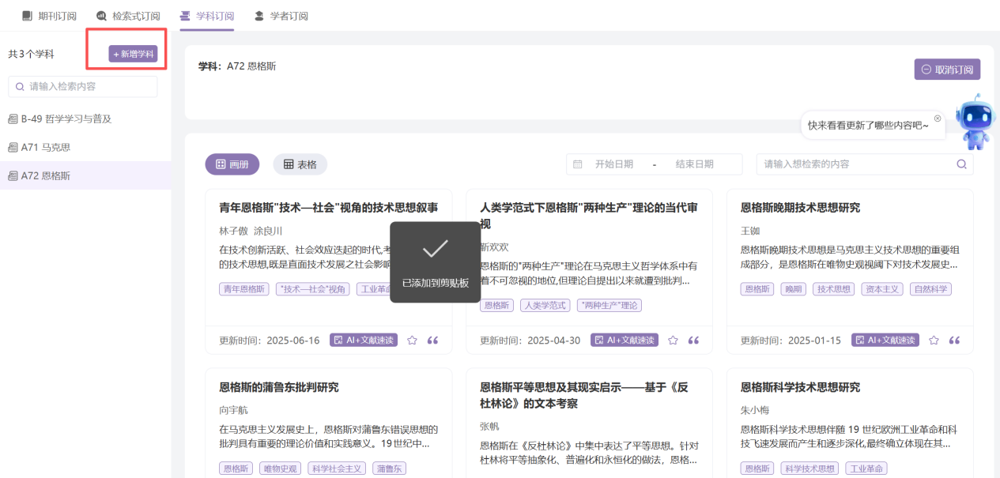 期刊订阅 检索式订阅 学科订阅 学者订阅
共3个学科
+ 新增学科
请输入检索内容
B-49 哲学学习与普及
A71 马克思
A72 恩格斯
学科： A72 恩格斯
取消订阅
快来看看更新了哪些内容吧~
画册 表格
开始日期 - 结束日期
请输入想检索的内容
青年恩格斯"技术—社会"视角的技术思想叙事
林子傲 涂良川
在技术创新活跃、社会效应迭起的时代,考
的技术思想,既是直面技术发展之社会影响
青年恩格斯 "技术—社会"视角 工业革命
更新时间： 2025-06-16 AI+文献速读
人类学范式下恩格斯"两种生产"理论的当代审
视
靳欢欢
恩格斯的"两种生产"理论在马克思主义哲学体系中有
着不可忽视的地位,但理论自提出以来就遭到批判...
恩格斯 人类学范式 "两种生产"理论
更新时间： 2025-04-30 AI+文献速读
恩格斯晚期技术思想研究
王铷
恩格斯晚期技术思想是马克思主义技术思想的重要组
成部分，是恩格斯在唯物史观视阈下对技术发展史...
恩格斯 晚期 技术思想 资本主义 自然科学
更新时间： 2025-01-15 AI+文献速读
已添加到剪贴板
恩格斯的蒲鲁东批判研究
向宇航
在马克思主义发展史上，恩格斯对蒲鲁东错误思想的
批判具有重要的理论价值和实践意义。19世纪中...
恩格斯 唯物史观 科学社会主义 蒲鲁东
恩格斯平等思想及其现实启示——基于《反
杜林论》的文本考察
张帆
恩格斯在《反杜林论》中集中表达了平等思想。针对
杜林将平等抽象化、普遍化和永恒化的做法，恩格...
恩格斯科学技术思想研究
朱小梅
恩格斯科学技术思想伴随 19 世纪欧洲工业革命和科
技飞速发展而产生和逐步深化,最终确立体现在其...
恩格斯 科学技术思想 工业革命